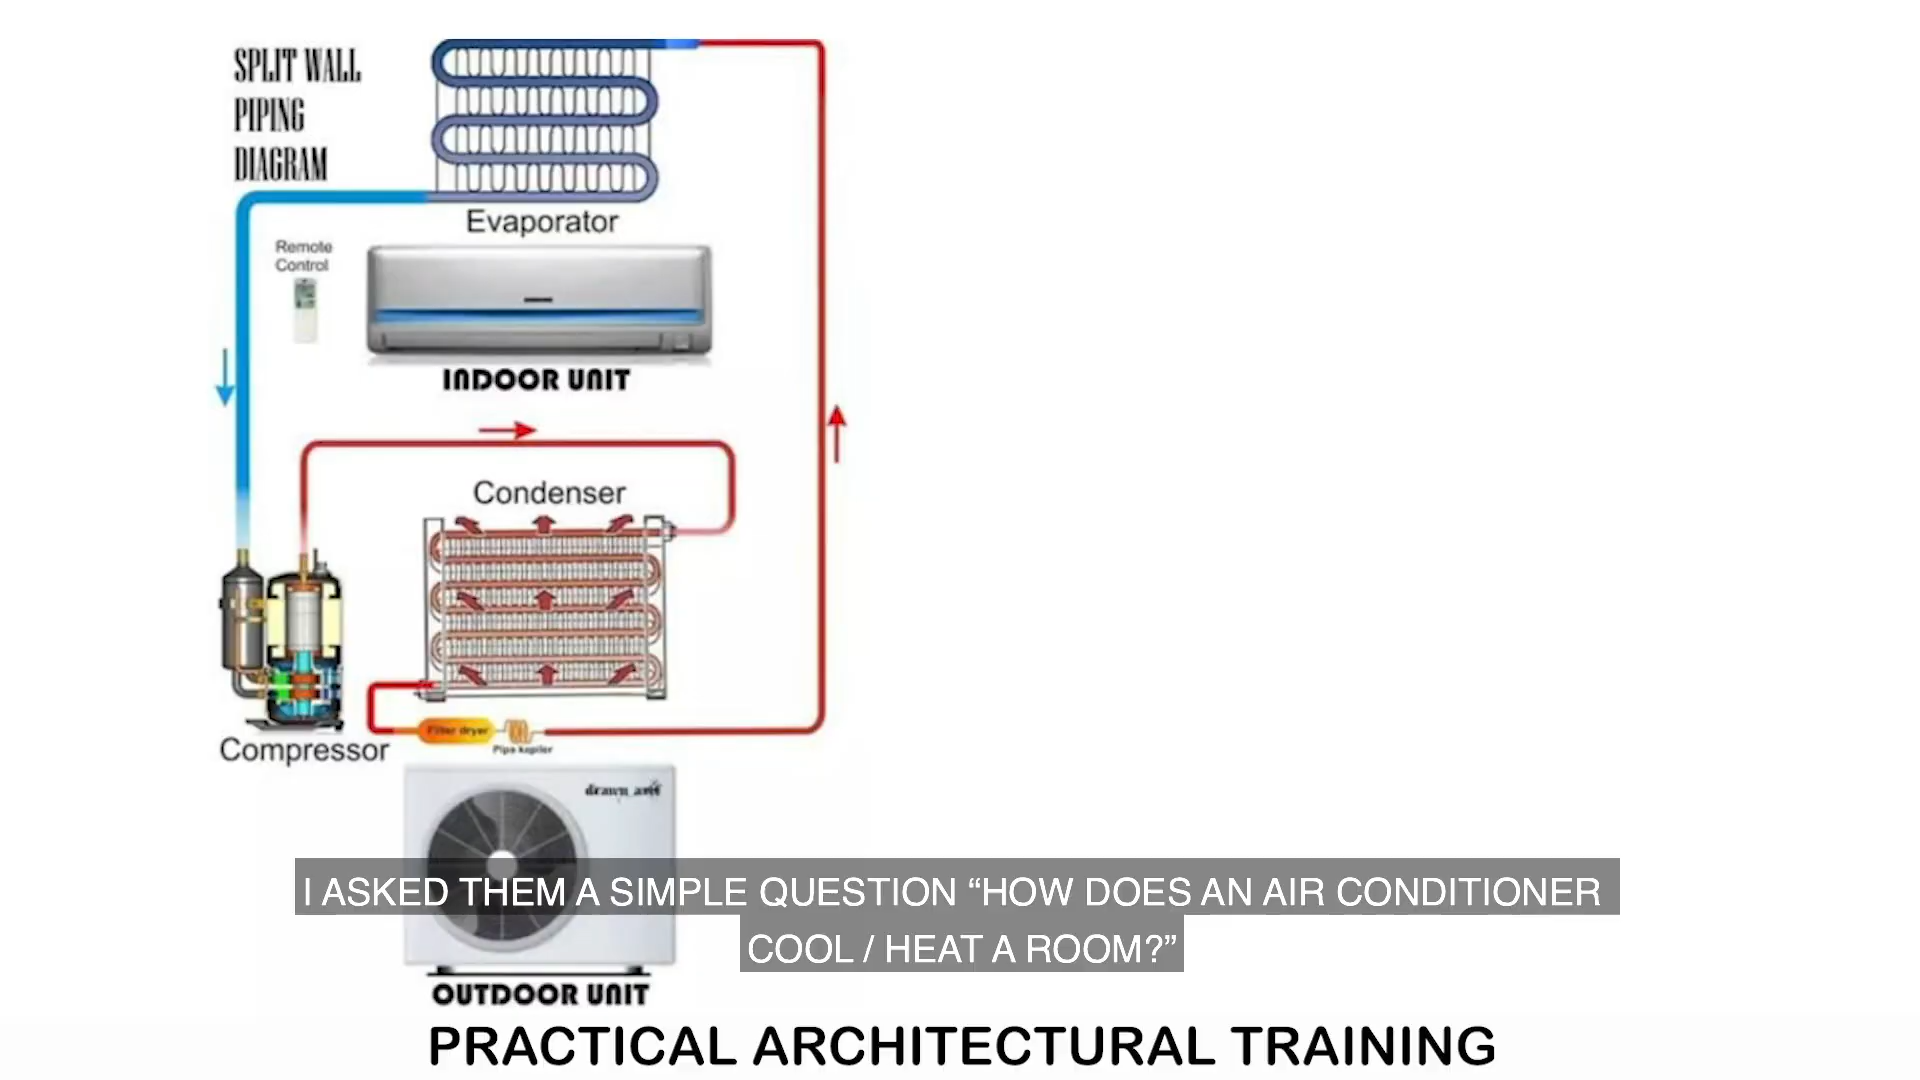 SPLIT WALL
PIPING
DIAGRAM
Evaporator
Remote
Control
INDOOR UNIT
Condenser
Filter dryer
Pipa kapiler
Compressor
I ASKED THEM A SIMPLE QUESTION “HOW DOES AN AIR CONDITIONER
COOL / HEAT A ROOM?”
OUTDOOR UNIT
PRACTICAL ARCHITECTURAL TRAINING